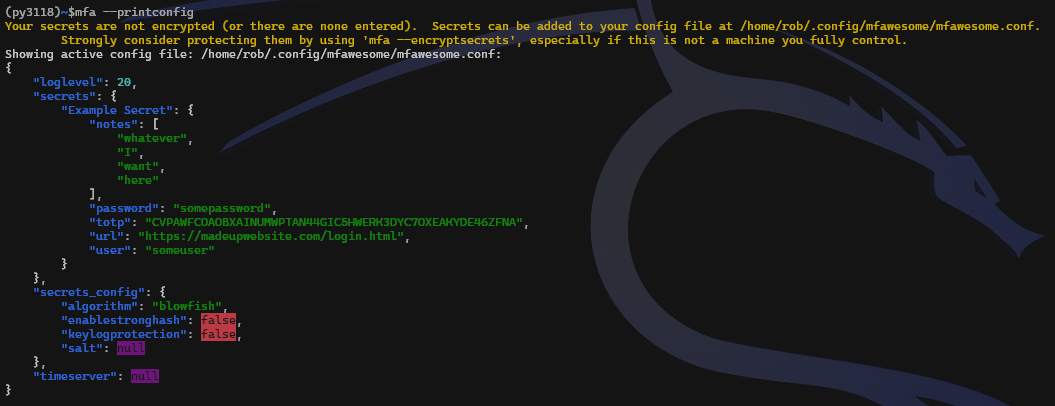 (py3118)~$mfa --printconfig
Your secrets are not encrypted (or there are none entered).  Secrets can be added to your config file at /home/rob/.config/mfawesome/mfawesome.conf.
        Strongly consider protecting them by using 'mfa --encryptsecrets', especially if this is not a machine you fully control.
Showing active config file: /home/rob/.config/mfawesome/mfawesome.conf:
{
    "loglevel": 20,
    "secrets": {
        "Example Secret": {
            "notes": [
                "whatever",
                "I",
                "want",
                "here"
            ],
            "password": "somepassword",
            "totp": "CVPAWFCOAOBXAINUMWPTAN44GIC5HWERK3DYC7OXEAKYDE46ZFNA",
            "url": "https://madeupwebsite.com/login.html",
            "user": "someuser"
        }
    },
    "secrets_config": {
        "algorithm": "blowfish",
        "enablestronghash": false,
        "keylogprotection": false,
        "salt": null
    },
    "timeserver": null
}